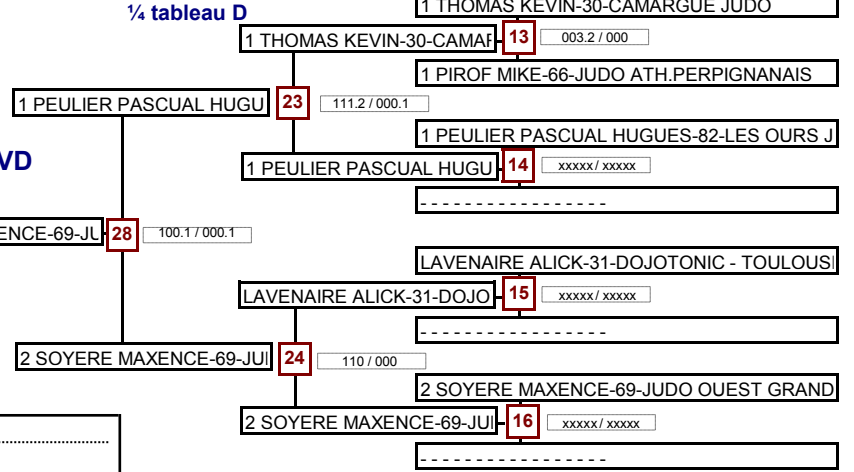 1 THOMAS KEVIN-30-CAMARGUE JUDO
¼ tableau D
1 THOMAS KEVIN-30-CAMAR
13
003.2 / 000
1 PIROF MIKE-66-JUDO ATH.PERPIGNANAIS
1 PEULIER PASCUAL HUGU
23
111.2 / 000.1
1 PEULIER PASCUAL HUGUES-82-LES OURS J
VD
1 PEULIER PASCUAL HUGU
14
xxxxx / xxxxx
- - - - - - - - - - - - - - - - -
ENCE-69-JU
28
100.1 / 000.1
LAVENAIRE ALICK-31-DOJOTONIC - TOULOUS
LAVENAIRE ALICK-31-DOJO
15
xxxxx / xxxxx
- - - - - - - - - - - - - - - - -
2 SOYERE MAXENCE-69-JU
24
110 / 000
2 SOYERE MAXENCE-69-JUDO OUEST GRAND
2 SOYERE MAXENCE-69-JU
16
xxxxx / xxxxx
- - - - - - - - - - - - - - - - -